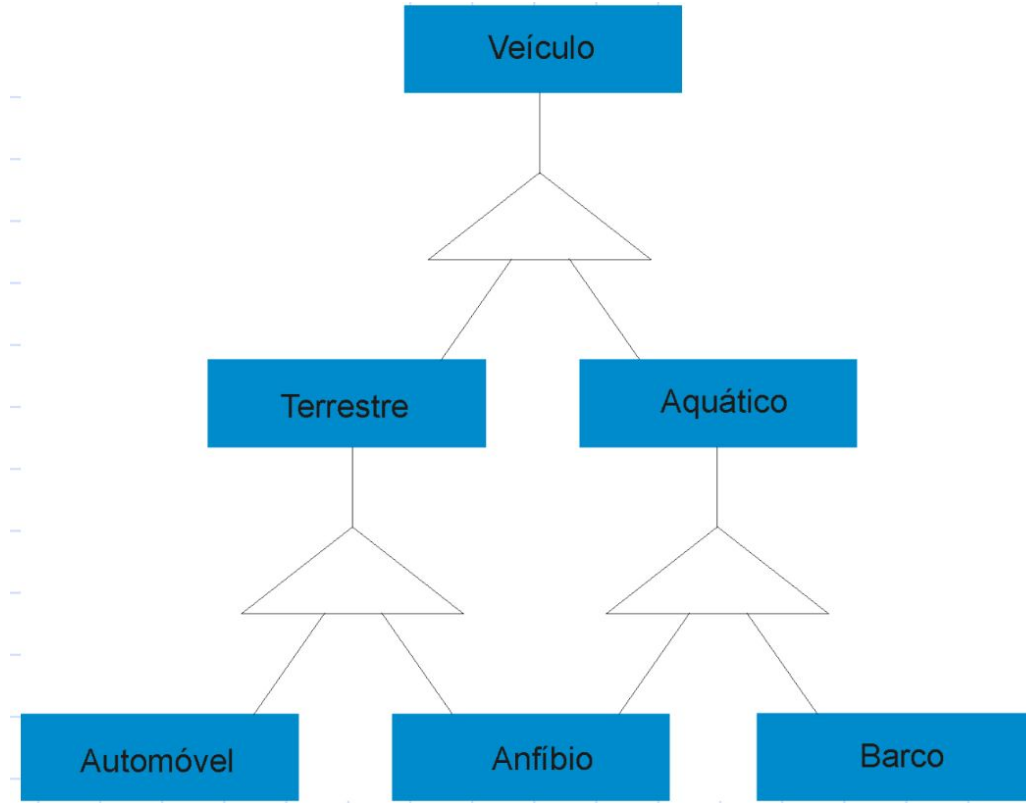 Veículo
Terrestre
Aquático
Automóvel
Anfíbio
Barco